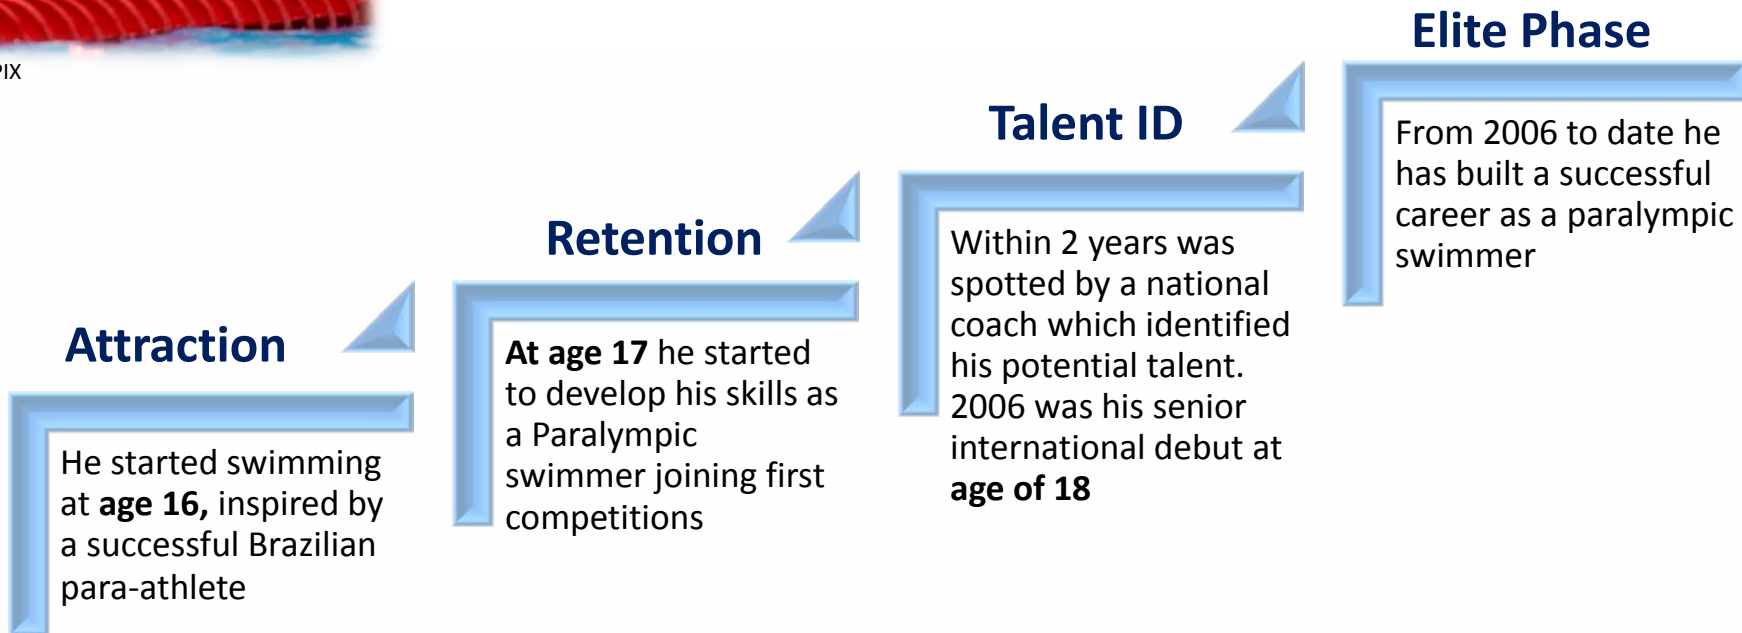 PIX
Attraction
He started swimming
at age 16, inspired by
a successful Brazilian
para-athlete
Retention
At age 17 he started
to develop his skills as
a Paralympic
swimmer joining first
competitions
Talent ID
Within 2 years was
spotted by a national
coach which identified
his potential talent.
2006 was his senior
international debut at
age of 18
Elite Phase
From 2006 to date he
has built a successful
career as a paralympic
swimmer